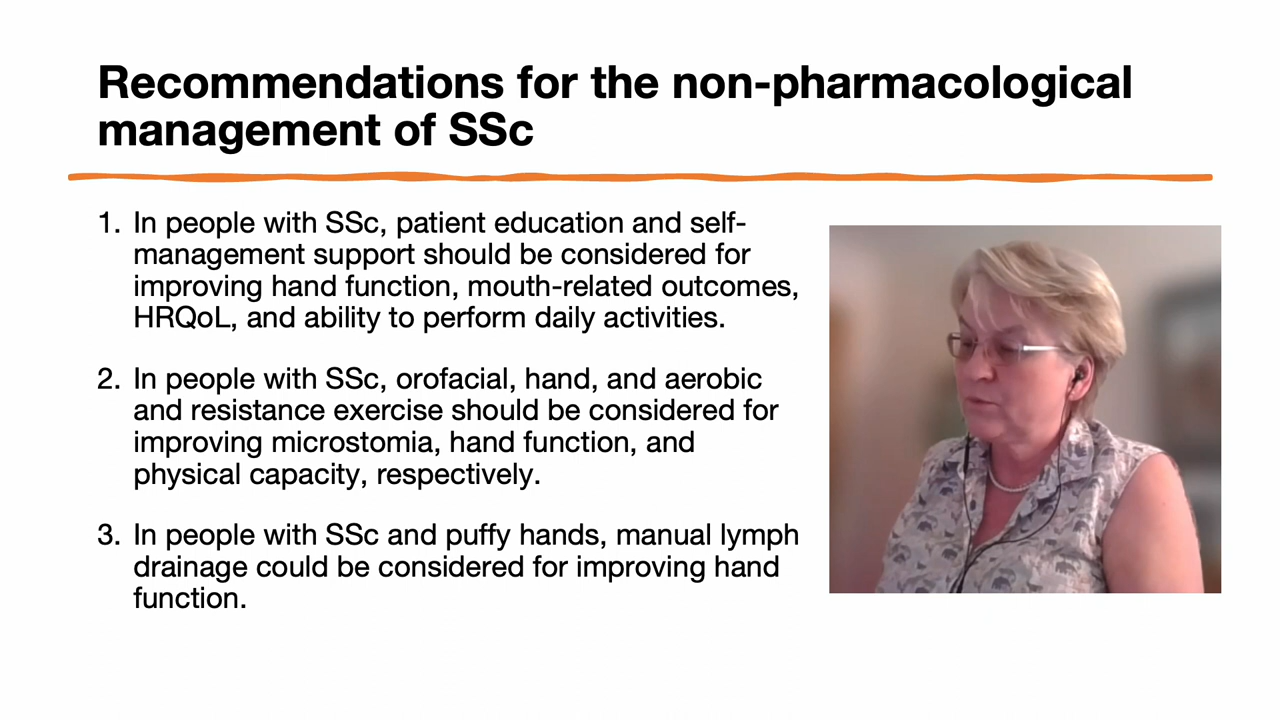 Recommendations for the non-pharmacological
management of SSc
1. In people with SSc, patient education and self-
management support should be considered for
improving hand function, mouth-related outcomes,
HRQoL, and ability to perform daily activities.
2. In people with SSc, orofacial, hand, and aerobic
and resistance exercise should be considered for
improving microstomia, hand function, and
physical capacity, respectively.
3. In people with SSc and puffy hands, manual lymph
drainage could be considered for improving hand
function.